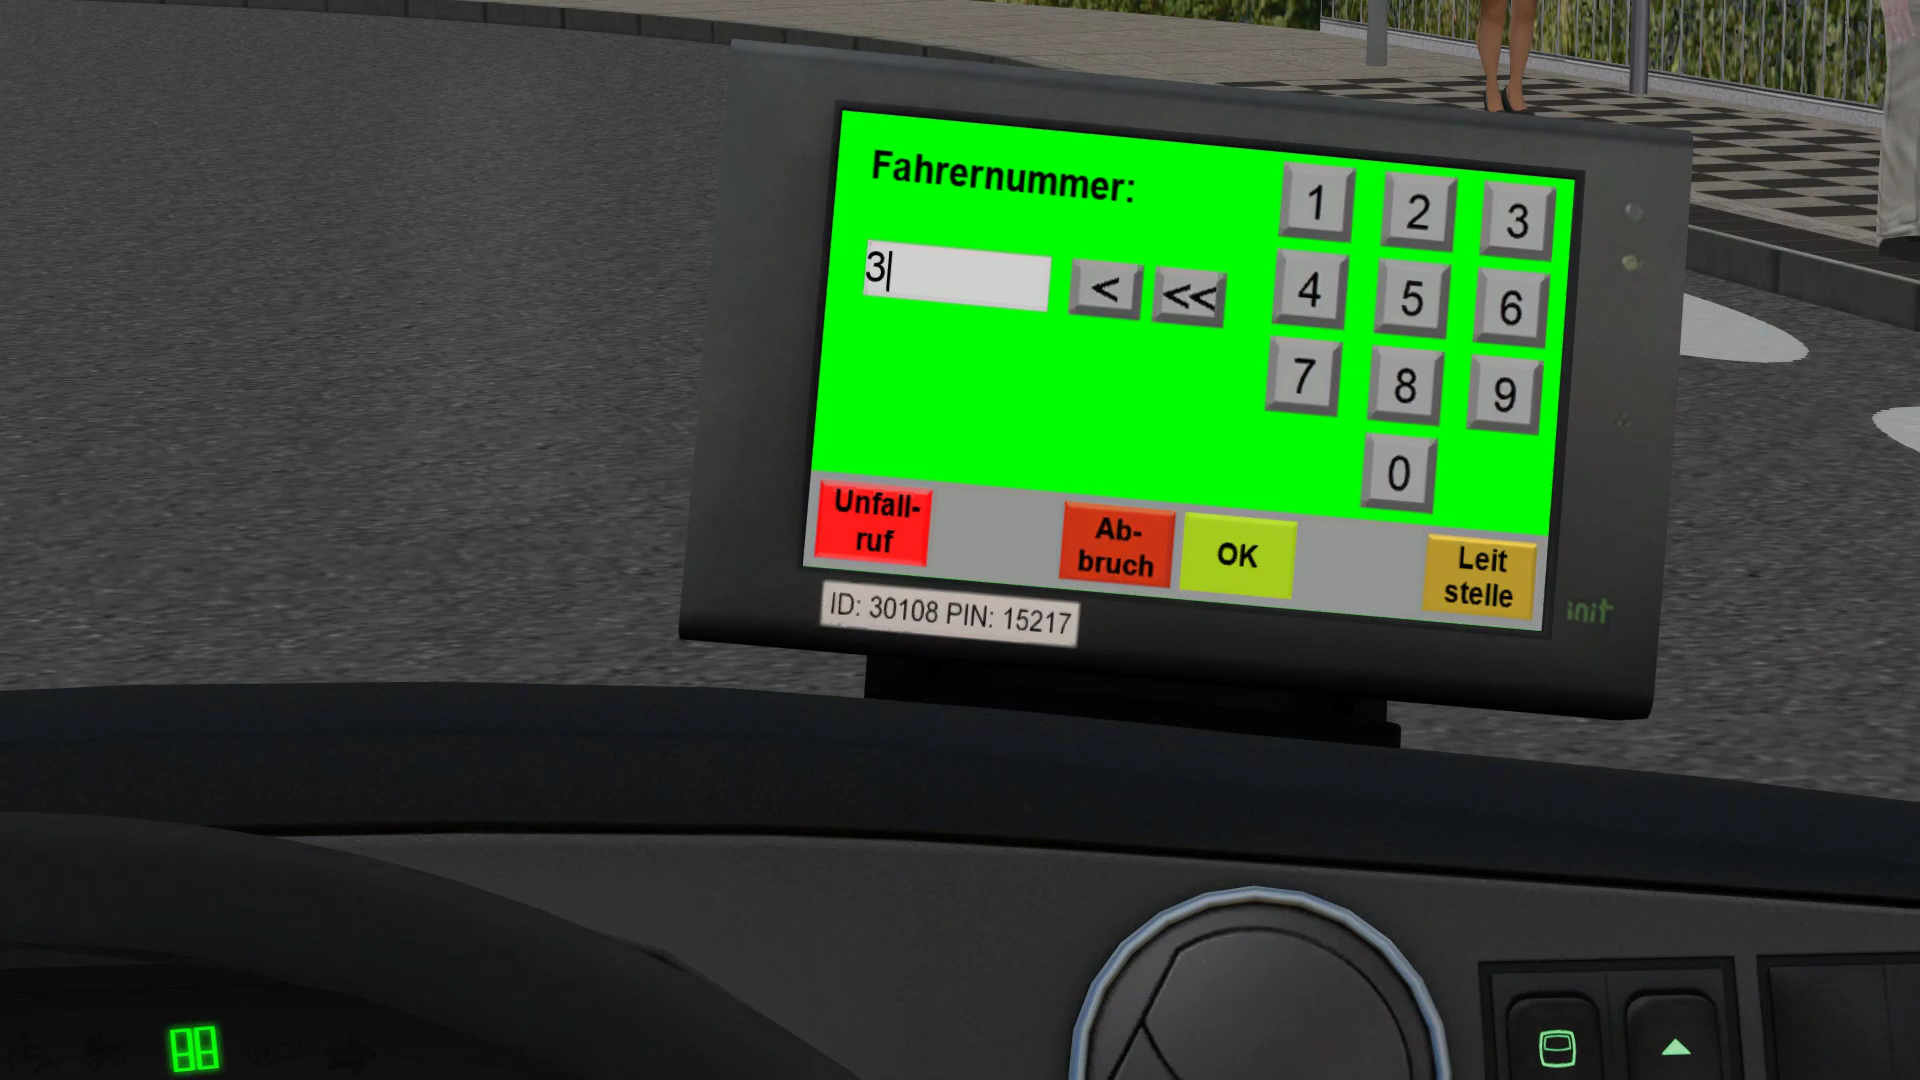 Fahrernummer:
3
< <<
1 2 3
4 5 6
7 8 9
0
Unfall-
ruf
Ab-
bruch
OK
Leit
stelle
ID: 30108 PIN: 15217
init